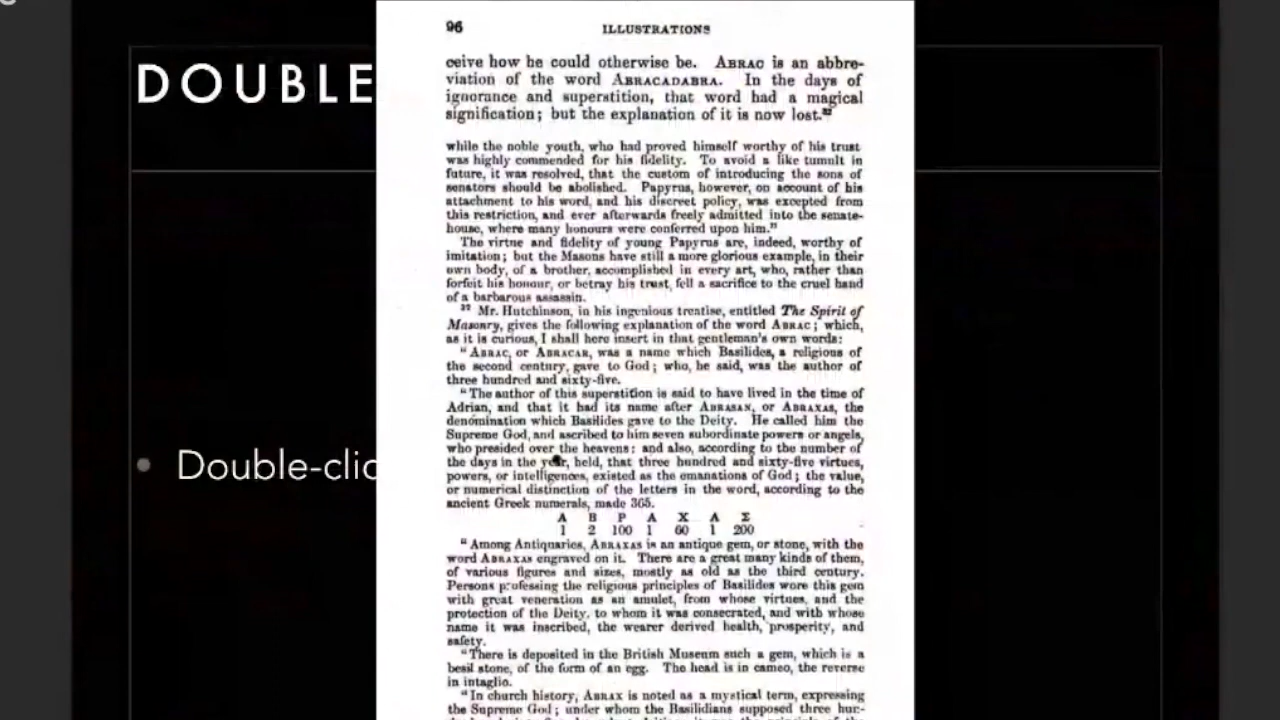 DOUBLE
Double-clic
96 ILLUSTRATIONS
ceive how he could otherwise be. ABRAC is an abbre-
viation of the word ABRACADABRA. In the days of
ignorance and superstition, that word had a magical
signification; but the explanation of it is now lost.³²
while the noble youth, who had proved himself worthy of his trust
was highly commended for his fidelity. To avoid a like tumult in
future, it was resolved, that the custom of introducing the sons of
senators should be abolished. Papyrus, however, on account of his
attachment to his word, and his discreet policy, was excepted from
this restriction, and ever afterwards freely admitted into the senate-
house, where many honours were conferred upon him."
The virtue and fidelity of young Papyrus are, indeed, worthy of
imitation; but the Masons have still a more glorious example, in their
own body, of a brother, accomplished in every art, who, rather than
forfeit his honour, or betray his trust, fell a sacrifice to the cruel hand
of a barbarous assassin.
³² Mr. Hutchinson, in his ingenious treatise, entitled The Spirit of
Masonry, gives the following explanation of the word ABRAC; which,
as it is curious, I shall here insert in that gentleman's own words:
"ABRAC, or ABRACAR, was a name which Basilides, a religious of
the second century, gave to God; who, he said, was the author of
three hundred and sixty-five.
"The author of this superstition is said to have lived in the time of
Adrian, and that it had its name after ABRASAN, or ABRAXAS, the
denomination which Basilides gave to the Deity. He called him the
Supreme God, and ascribed to him seven subordinate powers or angels,
who presided over the heavens: and also, according to the number of
the days in the year, held, that three hundred and sixty-five virtues,
powers, or intelligences, existed as the emanations of God; the value,
or numerical distinction of the letters in the word, according to the
ancient Greek numerals, made 365.
Α Β Ρ Α Χ Α Σ
1 2 100 1 60 1 200
"Among Antiquaries, ABRAXAS is an antique gem, or stone, with the
word ABRAXAS engraved on it. There are a great many kinds of them,
of various figures and sizes, mostly as old as the third century.
Persons professing the religious principles of Basilides wore this gem
with great veneration as an amulet, from whose virtues, and the
protection of the Deity, to whom it was consecrated, and with whose
name it was inscribed, the wearer derived health, prosperity, and
safety.
"There is deposited in the British Museum such a gem, which is a
besil stone, of the form of an egg. The head is in cameo, the reverse
in intaglio.
"In church history, ABRAX is noted as a mystical term, expressing
the Supreme God; under whom the Basilidians supposed three hun-